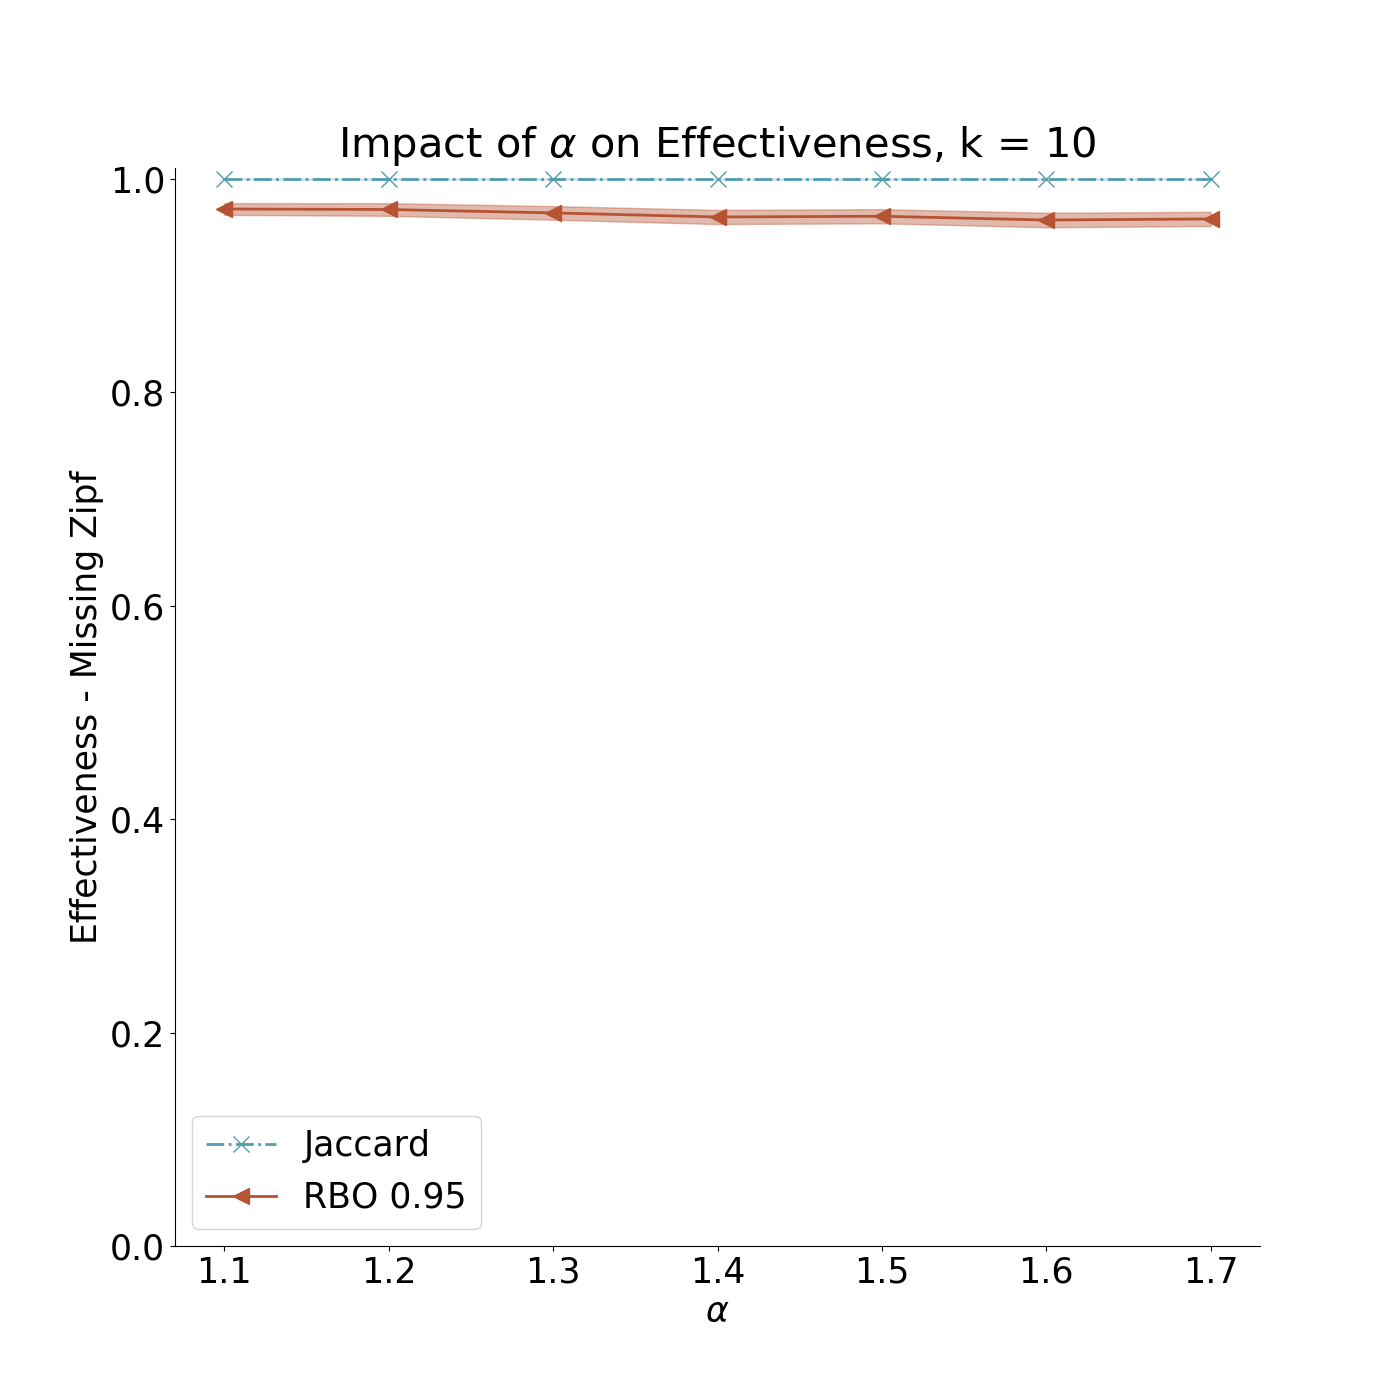 Impact of α on Effectiveness, k = 10
Effectiveness - Missing Zipf
1.0
0.8
0.6
0.4
0.2
0.0
Jaccard
RBO 0.95
1.1 1.2 1.3 1.4 1.5 1.6 1.7
α